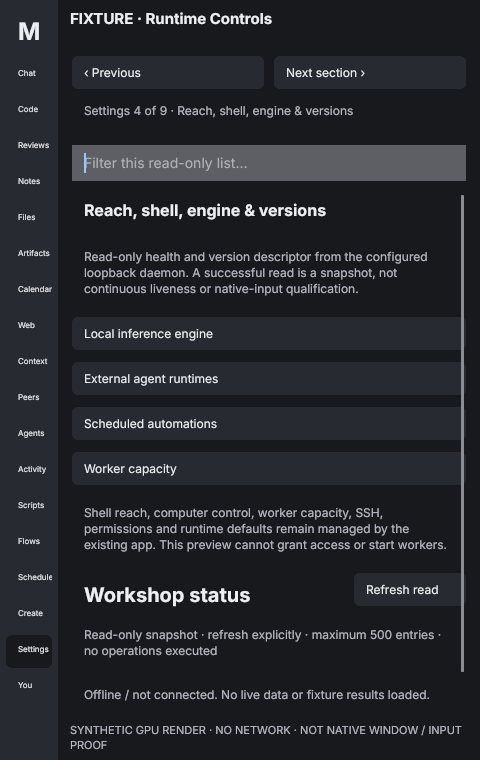 M
Chat
Code
Reviews
Notes
Files
Artifacts
Calendar
Web
Context
Peers
Agents
Activity
Scripts
Flows
Schedule
Create
Settings
You
FIXTURE · Runtime Controls
‹ Previous
Next section ›
Settings 4 of 9 · Reach, shell, engine & versions
Filter this read-only list...
Reach, shell, engine & versions
Read-only health and version descriptor from the configured
loopback daemon. A successful read is a snapshot, not
continuous liveness or native-input qualification.
Local inference engine
External agent runtimes
Scheduled automations
Worker capacity
Shell reach, computer control, worker capacity, SSH,
permissions and runtime defaults remain managed by the
existing app. This preview cannot grant access or start workers.
Workshop status
Refresh read
Read-only snapshot · refresh explicitly · maximum 500 entries ·
no operations executed
Offline / not connected. No live data or fixture results loaded.
SYNTHETIC GPU RENDER · NO NETWORK · NOT NATIVE WINDOW / INPUT
PROOF